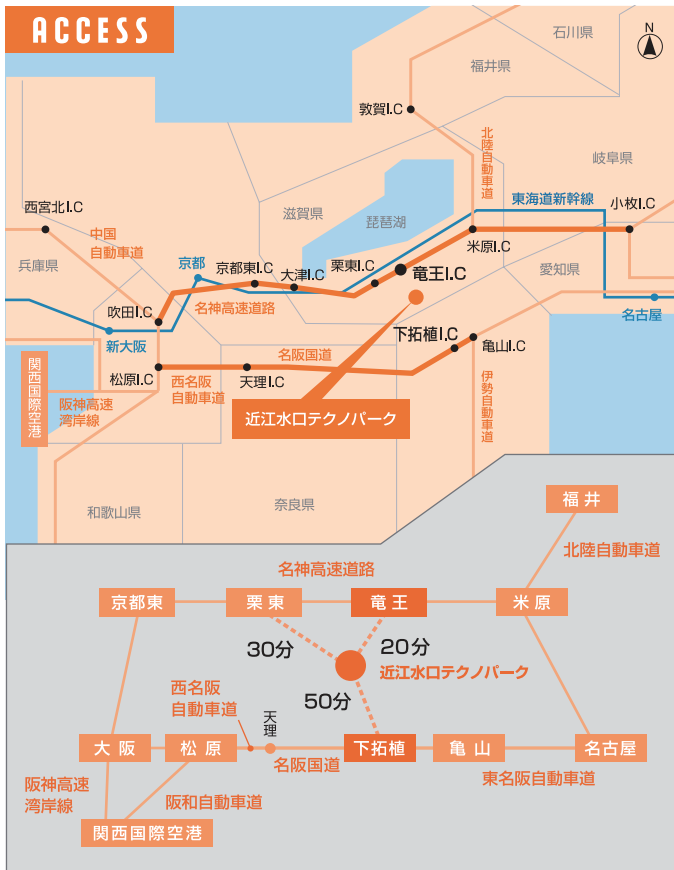 ACCESS
N
石川県
福井県
敦賀I.C
北陸自動車道
岐阜県
東海道新幹線
小枚I.C
西宮北I.C
滋賀県
琵琶湖
米原I.C
中国
自動車道
兵庫県
京都
京都東I.C
大津I.C
栗東I.C
竜王I.C
愛知県
吹田I.C
名神高速道路
名古屋
新大阪
下拓植I.C
亀山I.C
関西国際空港
松原I.C
西名阪
自動車道
名阪国道
天理I.C
阪神高速
湾岸線
近江水口テクノパーク
伊勢自動車道
和歌山県
奈良県
福井
北陸自動車道
名神高速道路
京都東
栗東
竜王
米原
30分
20分
近江水口テクノパーク
50分
西名阪
自動車道
天理
大阪
松原
下拓植
亀山
名古屋
名阪国道
東名阪自動車道
阪神高速
湾岸線
阪和自動車道
関西国際空港